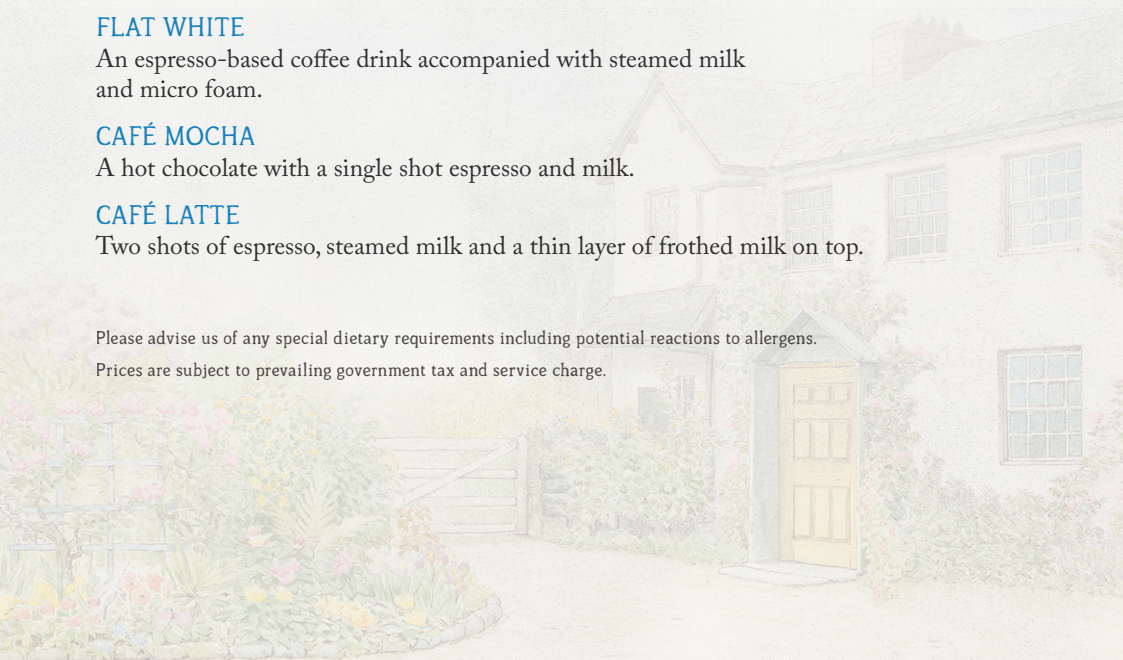 FLAT WHITE
An espresso-based coffee drink accompanied with steamed milk
and micro foam.
CAFÉ MOCHA
A hot chocolate with a single shot espresso and milk.
CAFÉ LATTE
Two shots of espresso, steamed milk and a thin layer of frothed milk on top.
Please advise us of any special dietary requirements including potential reactions to allergens.
Prices are subject to prevailing government tax and service charge.